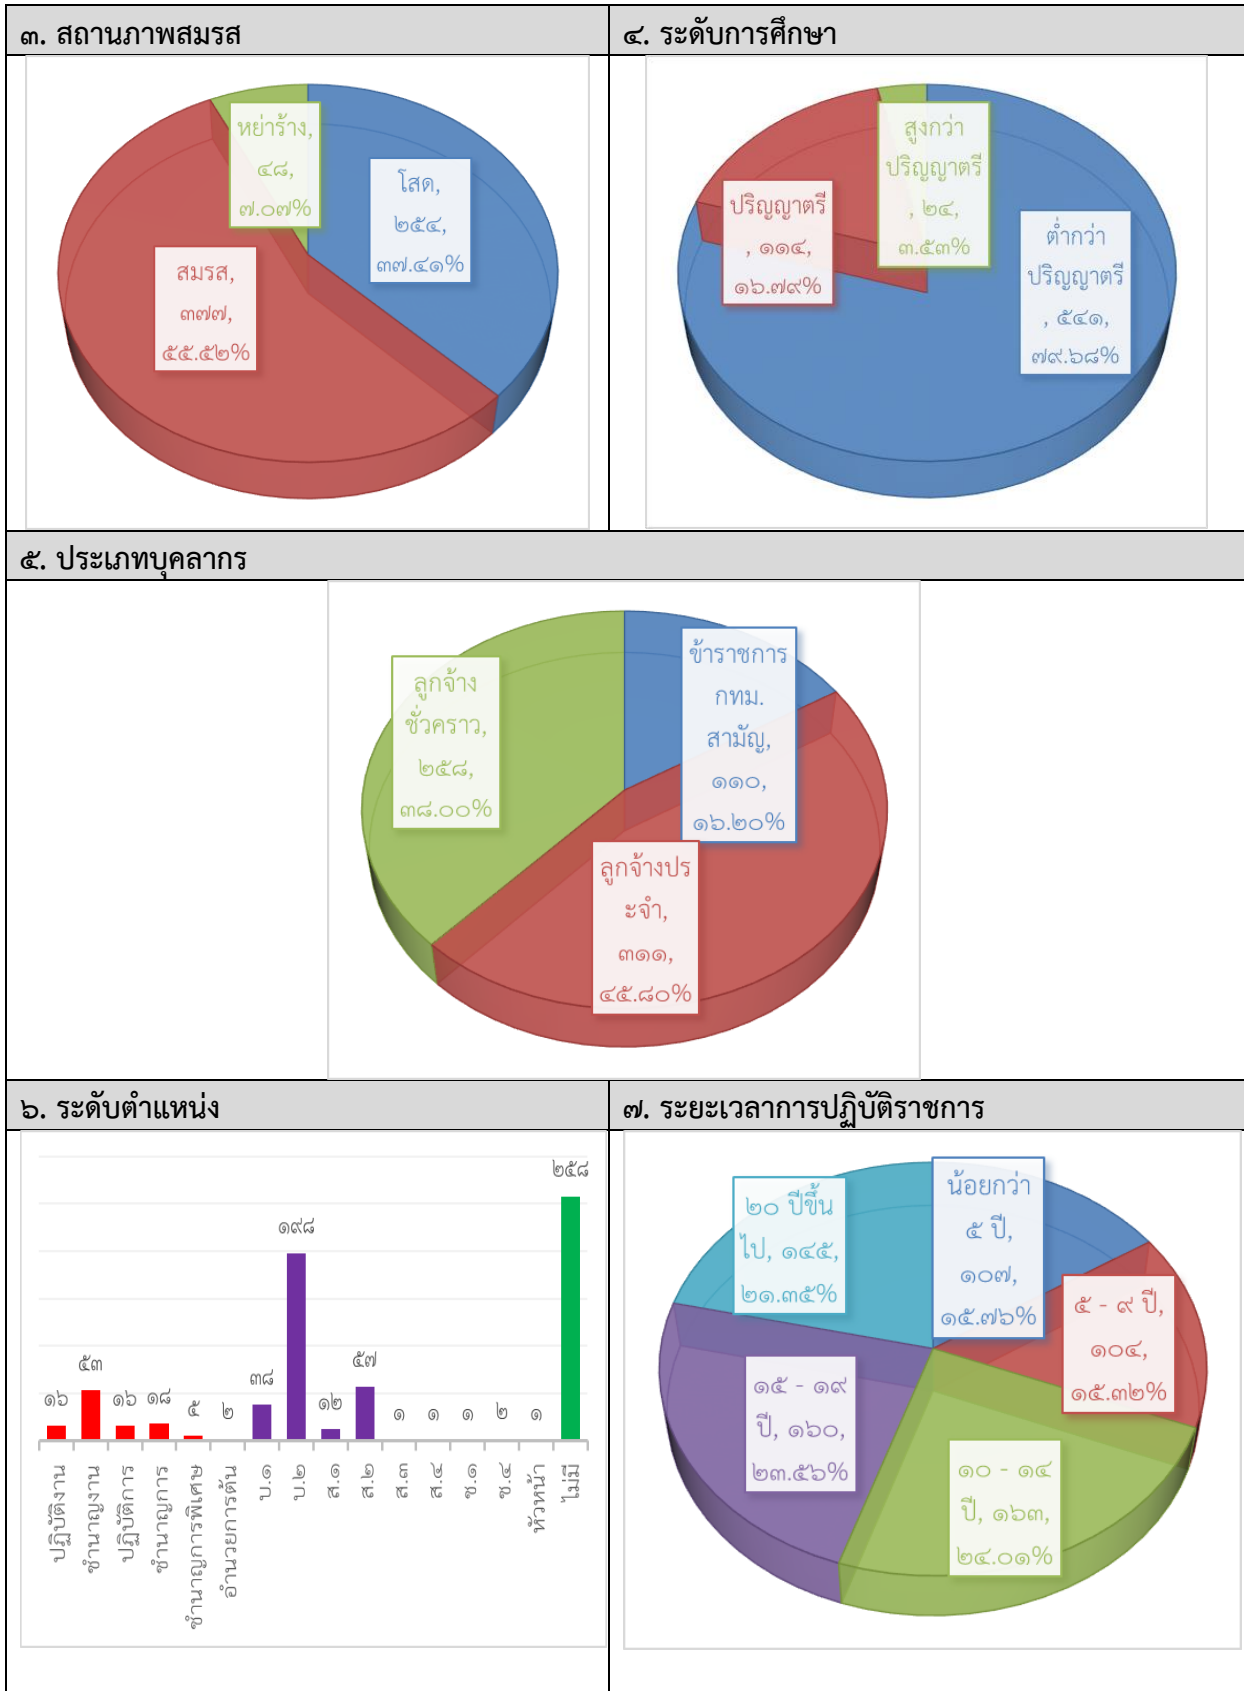 ๓. สถานภาพสมรส
๔. ระดับการศึกษา
หย่าร้าง,
๔๘,
๗.๐๗%
โสด,
๒๕๔,
๓๗.๔๑%
สมรส,
๓๗๗,
๕๕.๕๒%
สูงกว่า
ปริญญาตรี
, ๒๔,
๓.๕๓%
ปริญญาตรี
, ๑๑๔,
๑๖.๗๙%
ต่ำกว่า
ปริญญาตรี
, ๕๔๑,
๗๙.๖๘%
๕. ประเภทบุคลากร
ข้าราชการ
กทม.
สามัญ,
๑๑๐,
๑๖.๒๐%
ลูกจ้าง
ชั่วคราว,
๒๕๘,
๓๘.๐๐%
ลูกจ้างปร
ะจำ,
๓๑๑,
๔๕.๘๐%
๖. ระดับตำแหน่ง
๗. ระยะเวลาการปฏิบัติราชการ
๑๖
๕๓
๑๖
๑๘
๕
๒
๓๘
๑๙๘
๑๒
๕๗
๑
๑
๑
๒
๑
๒๕๘
ปฏิบัติงาน
ชำนาญงาน
ปฏิบัติการ
ชำนาญการ
ชำนาญการพิเศษ
อำนวยการต้น
บ.๑
บ.๒
ส.๑
ส.๒
ส.๓
ส.๔
ช.๑
ช.๔
หัวหน้า
ไม่มี
น้อยกว่า
๕ ปี,
๑๐๗,
๑๕.๗๖%
๒๐ ปีขึ้น
ไป, ๑๔๕,
๒๑.๓๕%
๕ - ๙ ปี,
๑๐๔,
๑๕.๓๒%
๑๕ - ๑๙
ปี, ๑๖๐,
๒๓.๕๖%
๑๐ - ๑๔
ปี, ๑๖๓,
๒๔.๐๑%